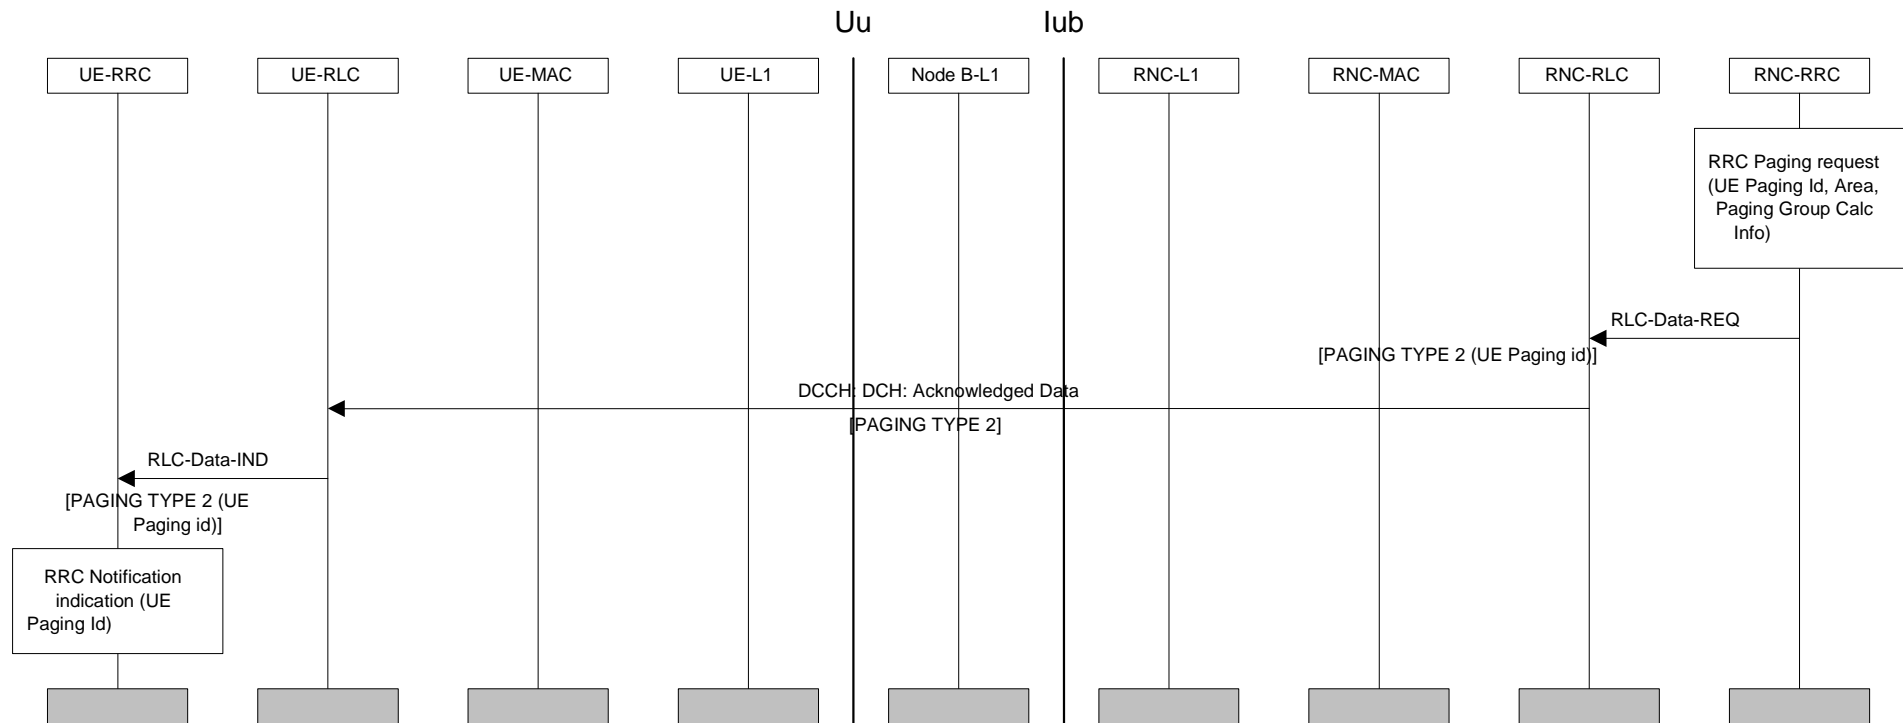 Uu
Iub
UE-RRC
UE-RLC
UE-MAC
UE-L1
Node B-L1
RNC-L1
RNC-MAC
RNC-RLC
RNC-RRC
RRC Paging request
(UE Paging Id, Area,
Paging Group Calc
Info)
RLC-Data-REQ
[PAGING TYPE 2 (UE Paging id)]
DCCH: DCH: Acknowledged Data
[PAGING TYPE 2]
RLC-Data-IND
[PAGING TYPE 2 (UE
Paging id)]
RRC Notification
indication (UE
Paging Id)